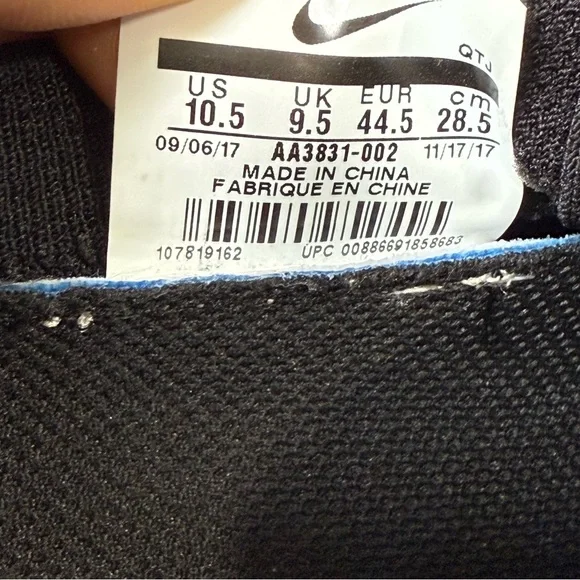 QTJ
US UK EUR cm
10.5 9.5 44.5 28.5
09/06/17 AA3831-002 11/17/17
MADE IN CHINA
FABRIQUE EN CHINE
107819162 UPC 00886691858683